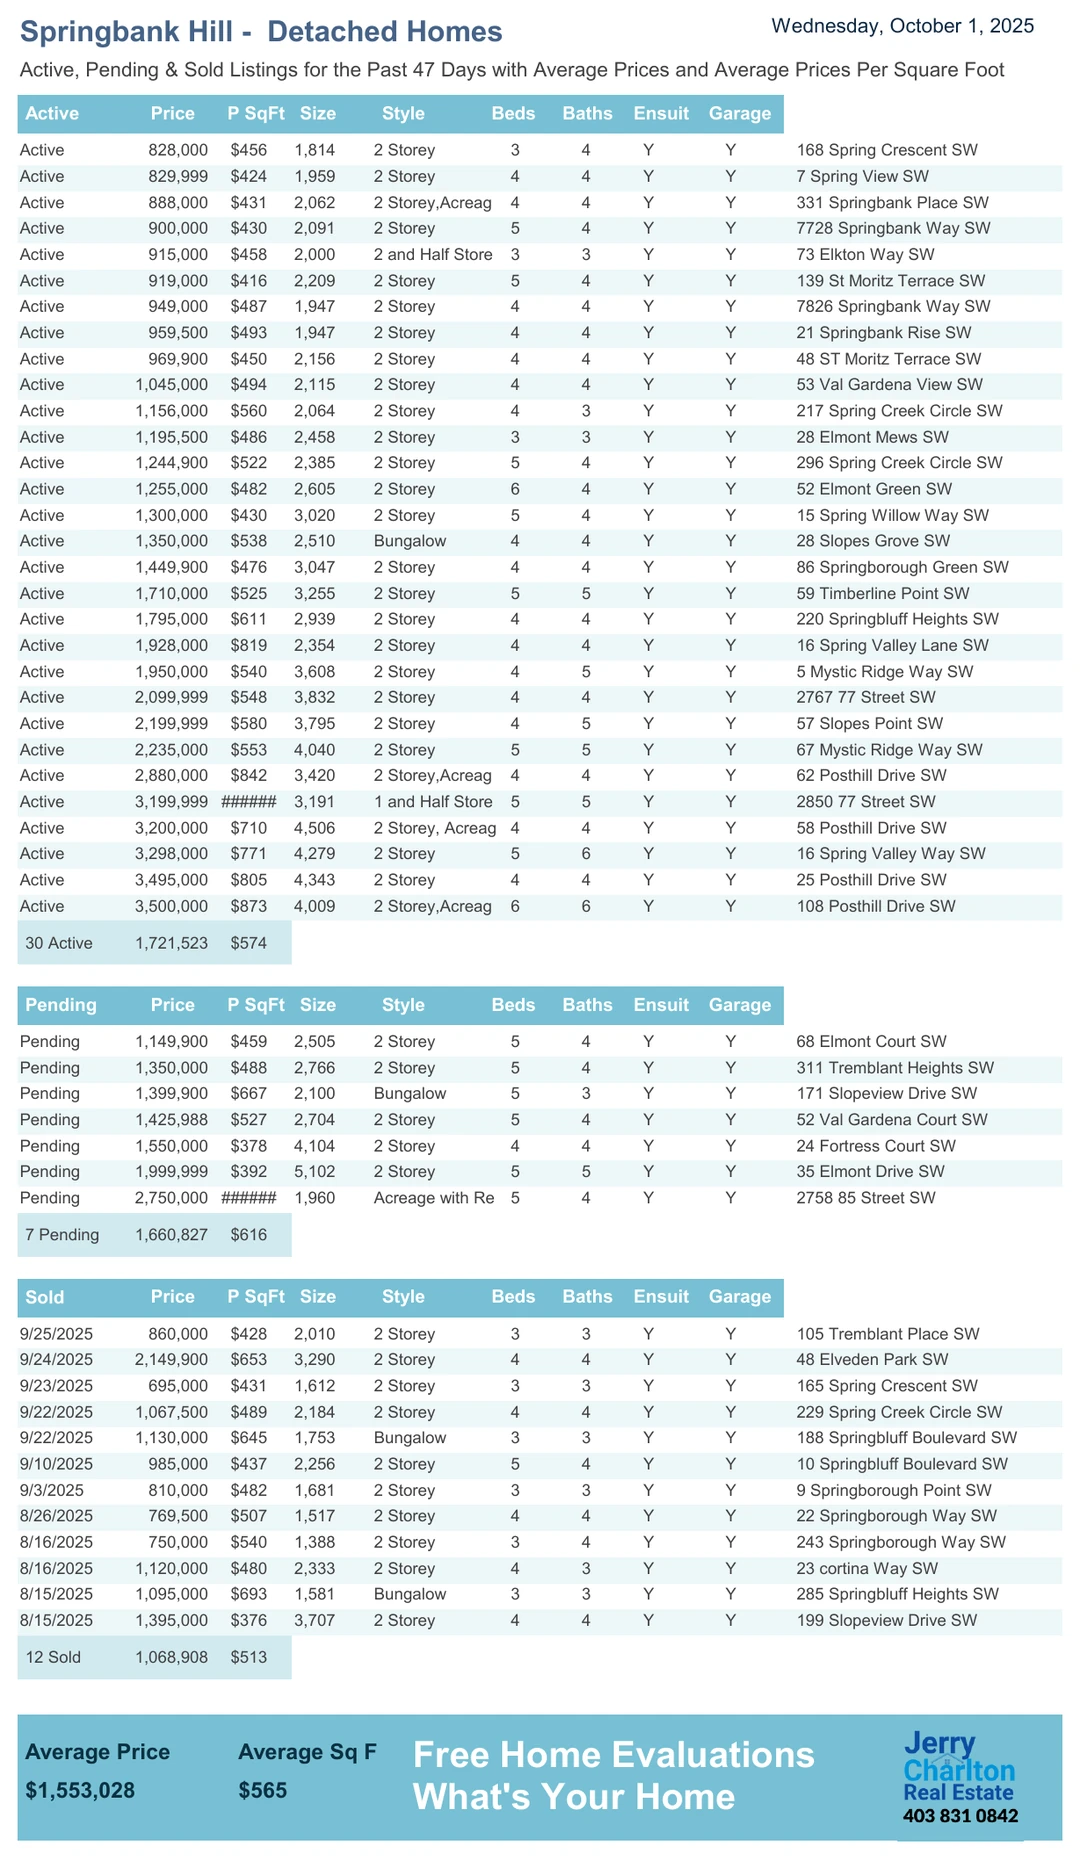 Springbank Hill - Detached Homes
Wednesday, October 1, 2025
Active, Pending & Sold Listings for the Past 47 Days with Average Prices and Average Prices Per Square Foot
Active Price P SqFt Size Style Beds Baths Ensuit Garage
Active 828,000 $456 1,814 2 Storey 3 4 Y Y 168 Spring Crescent SW
Active 829,999 $424 1,959 2 Storey 4 4 Y Y 7 Spring View SW
Active 888,000 $431 2,062 2 Storey,Acreag 4 4 Y Y 331 Springbank Place SW
Active 900,000 $430 2,091 2 Storey 5 4 Y Y 7728 Springbank Way SW
Active 915,000 $458 2,000 2 and Half Store 3 3 Y Y 73 Elkton Way SW
Active 919,000 $416 2,209 2 Storey 5 4 Y Y 139 St Moritz Terrace SW
Active 949,000 $487 1,947 2 Storey 4 4 Y Y 7826 Springbank Way SW
Active 959,500 $493 1,947 2 Storey 4 4 Y Y 21 Springbank Rise SW
Active 969,900 $450 2,156 2 Storey 4 4 Y Y 48 ST Moritz Terrace SW
Active 1,045,000 $494 2,115 2 Storey 4 4 Y Y 53 Val Gardena View SW
Active 1,156,000 $560 2,064 2 Storey 4 3 Y Y 217 Spring Creek Circle SW
Active 1,195,500 $486 2,458 2 Storey 3 3 Y Y 28 Elmont Mews SW
Active 1,244,900 $522 2,385 2 Storey 5 4 Y Y 296 Spring Creek Circle SW
Active 1,255,000 $482 2,605 2 Storey 6 4 Y Y 52 Elmont Green SW
Active 1,300,000 $430 3,020 2 Storey 5 4 Y Y 15 Spring Willow Way SW
Active 1,350,000 $538 2,510 Bungalow 4 4 Y Y 28 Slopes Grove SW
Active 1,449,900 $476 3,047 2 Storey 4 4 Y Y 86 Springborough Green SW
Active 1,710,000 $525 3,255 2 Storey 5 5 Y Y 59 Timberline Point SW
Active 1,795,000 $611 2,939 2 Storey 4 4 Y Y 220 Springbluff Heights SW
Active 1,928,000 $819 2,354 2 Storey 4 4 Y Y 16 Spring Valley Lane SW
Active 1,950,000 $540 3,608 2 Storey 4 5 Y Y 5 Mystic Ridge Way SW
Active 2,099,999 $548 3,832 2 Storey 4 4 Y Y 2767 77 Street SW
Active 2,199,999 $580 3,795 2 Storey 4 5 Y Y 57 Slopes Point SW
Active 2,235,000 $553 4,040 2 Storey 5 5 Y Y 67 Mystic Ridge Way SW
Active 2,880,000 $842 3,420 2 Storey,Acreag 4 4 Y Y 62 Posthill Drive SW
Active 3,199,999 ###### 3,191 1 and Half Store 5 5 Y Y 2850 77 Street SW
Active 3,200,000 $710 4,506 2 Storey, Acreag 4 4 Y Y 58 Posthill Drive SW
Active 3,298,000 $771 4,279 2 Storey 5 6 Y Y 16 Spring Valley Way SW
Active 3,495,000 $805 4,343 2 Storey 4 4 Y Y 25 Posthill Drive SW
Active 3,500,000 $873 4,009 2 Storey,Acreag 6 6 Y Y 108 Posthill Drive SW
30 Active 1,721,523 $574
Pending Price P SqFt Size Style Beds Baths Ensuit Garage
Pending 1,149,900 $459 2,505 2 Storey 5 4 Y Y 68 Elmont Court SW
Pending 1,350,000 $488 2,766 2 Storey 5 4 Y Y 311 Tremblant Heights SW
Pending 1,399,900 $667 2,100 Bungalow 5 3 Y Y 171 Slopeview Drive SW
Pending 1,425,988 $527 2,704 2 Storey 5 4 Y Y 52 Val Gardena Court SW
Pending 1,550,000 $378 4,104 2 Storey 4 4 Y Y 24 Fortress Court SW
Pending 1,999,999 $392 5,102 2 Storey 5 5 Y Y 35 Elmont Drive SW
Pending 2,750,000 ###### 1,960 Acreage with Re 5 4 Y Y 2758 85 Street SW
7 Pending 1,660,827 $616
Sold Price P SqFt Size Style Beds Baths Ensuit Garage
9/25/2025 860,000 $428 2,010 2 Storey 3 3 Y Y 105 Tremblant Place SW
9/24/2025 2,149,900 $653 3,290 2 Storey 4 4 Y Y 48 Elveden Park SW
9/23/2025 695,000 $431 1,612 2 Storey 3 3 Y Y 165 Spring Crescent SW
9/22/2025 1,067,500 $489 2,184 2 Storey 4 4 Y Y 229 Spring Creek Circle SW
9/22/2025 1,130,000 $645 1,753 Bungalow 3 3 Y Y 188 Springbluff Boulevard SW
9/10/2025 985,000 $437 2,256 2 Storey 5 4 Y Y 10 Springbluff Boulevard SW
9/3/2025 810,000 $482 1,681 2 Storey 3 3 Y Y 9 Springborough Point SW
8/26/2025 769,500 $507 1,517 2 Storey 4 4 Y Y 22 Springborough Way SW
8/16/2025 750,000 $540 1,388 2 Storey 3 4 Y Y 243 Springborough Way SW
8/16/2025 1,120,000 $480 2,333 2 Storey 4 3 Y Y 23 cortina Way SW
8/15/2025 1,095,000 $693 1,581 Bungalow 3 3 Y Y 285 Springbluff Heights SW
8/15/2025 1,395,000 $376 3,707 2 Storey 4 4 Y Y 199 Slopeview Drive SW
12 Sold 1,068,908 $513
Average Price Average Sq F
$1,553,028 $565
Free Home Evaluations
What's Your Home
Jerry
Charlton
Real Estate
403 831 0842